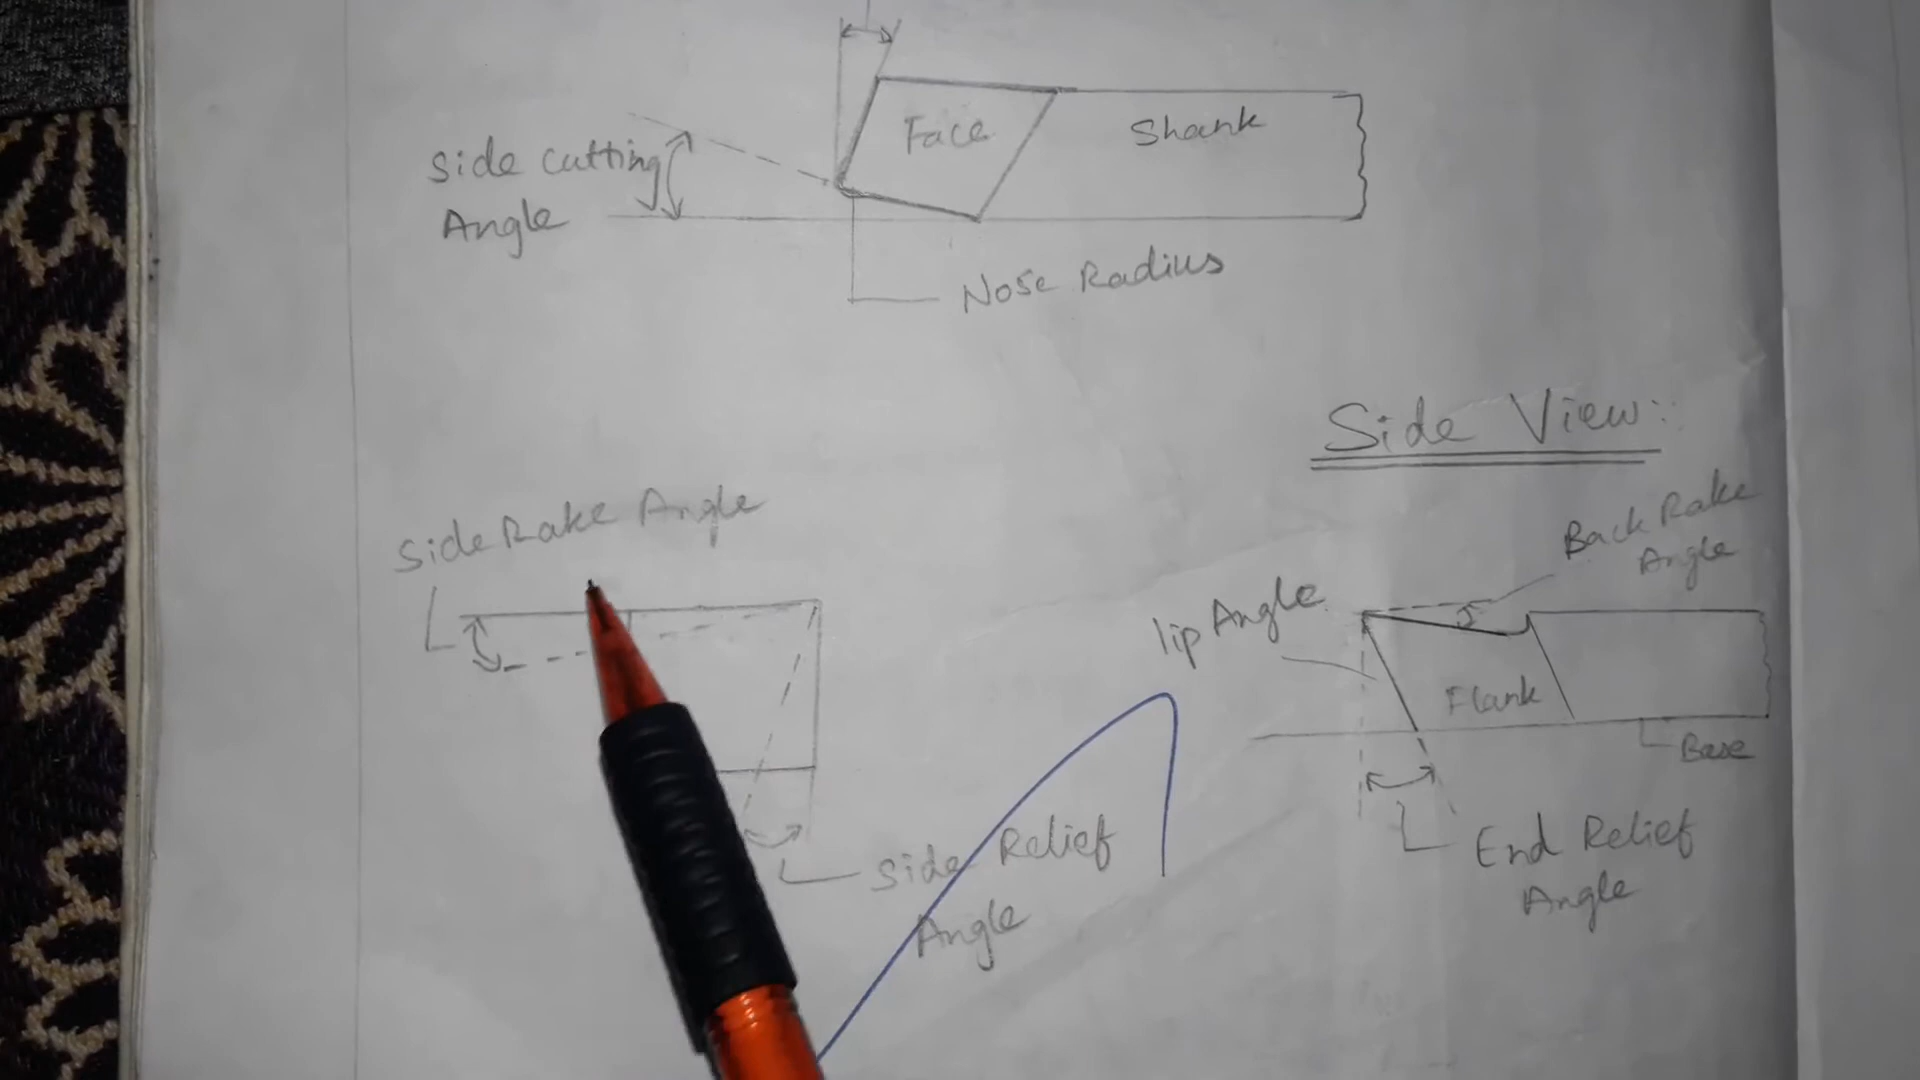 Face
Shank
Side cutting
Angle
Nose Radius
Side View:
Side Rake Angle
Back Rake
Angle
lip Angle
Flank
Base
Side Relief
Angle
End Relief
Angle